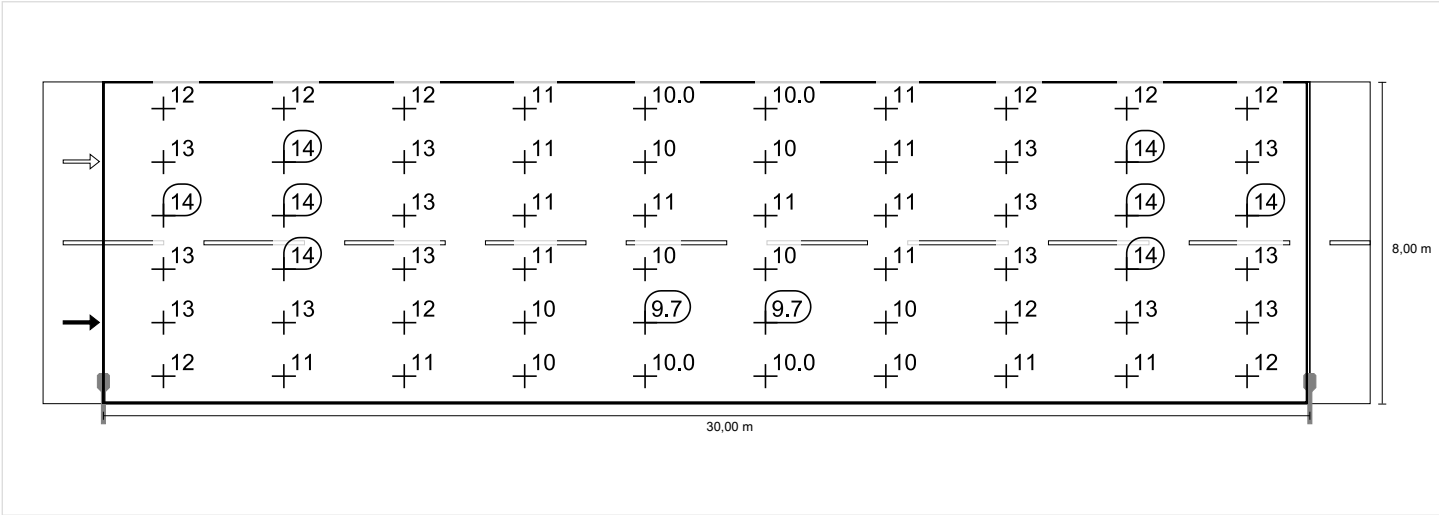 12 12 12 11 10.0 10.0 11 12 12 12
13 14 13 11 10 10 11 13 14 13
14 14 13 11 11 11 11 13 14 14
13 14 13 11 10 10 11 13 14 13
8,00 m
13 13 12 10 9.7 9.7 10 12 13 13
12 11 11 10 10.0 10.0 10 11 11 12
30,00 m